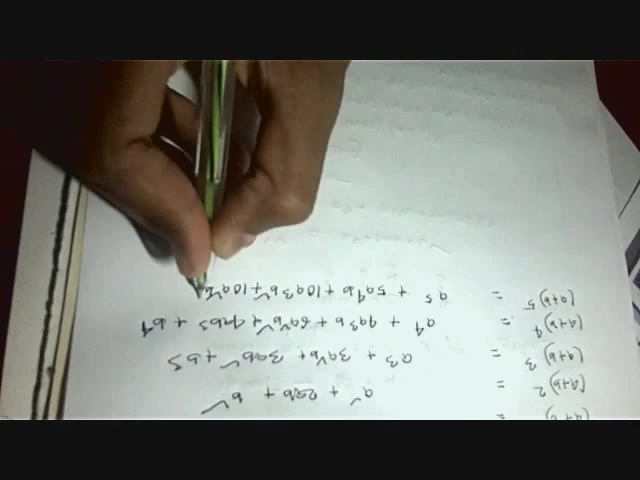 (a+b) =
(a+b)2 = a² + 2ab + b²
(a+b)3 = a3 + 3a²b + 3ab² + b3
(a+b)4 = a4 + 4a3b + 6a²b² + 4ab3 + b4
(a+b)5 = a5 + 5a4b + 10a3b² + 10a²b